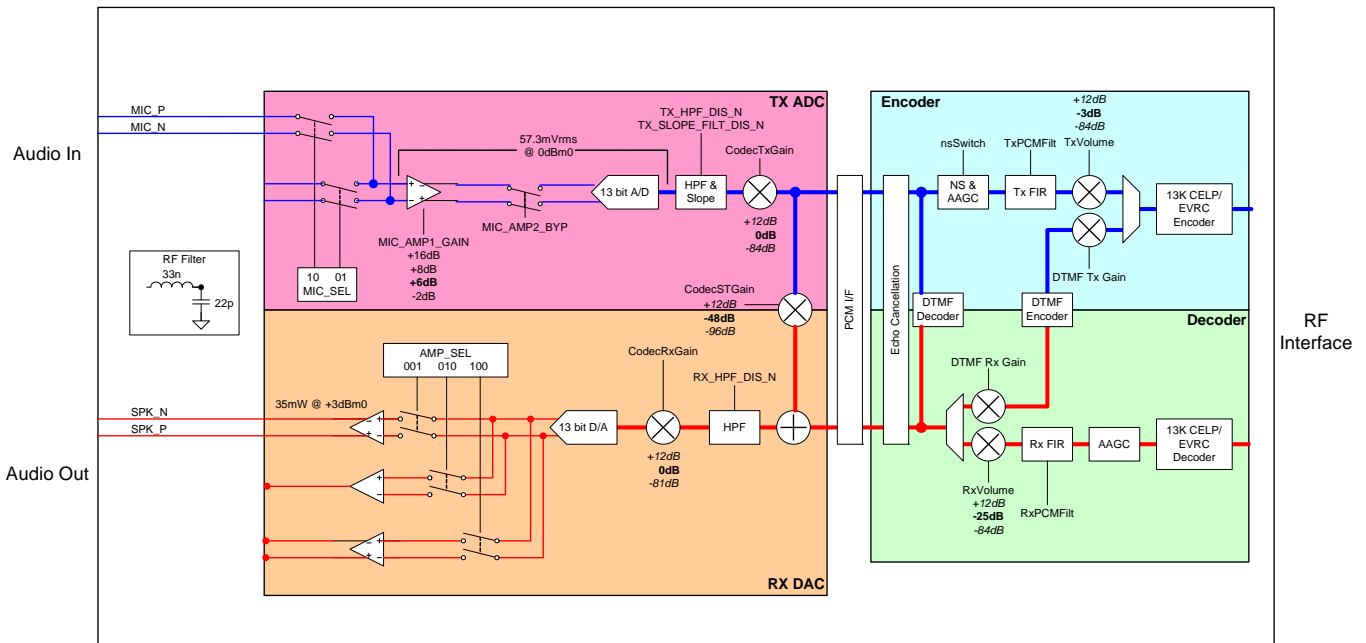 TX ADC
Encoder
MIC_P
MIC_N
Audio In
TX_HPF_DIS_N
TX_SLOPE_FILT_DIS_N
57.3mVrms
@ 0dBm0
CodecTxGain
13 bit A/D
HPF &
Slope
+12dB
0dB
-84dB
MIC_AMP2_BYP
MIC_AMP1_GAIN
+16dB
+8dB
+6dB
-2dB
10 01
MIC_SEL
RF Filter
33n
22p
+
-
-
+
-
-
nsSwitch
TxPCMFilt
+12dB
-3dB
-84dB
TxVolume
NS &
AAGC
Tx FIR
13K CELP/
EVRC
Encoder
DTMF Tx Gain
PCM I/F
Echo Cancellation
DTMF
Decoder
DTMF
Encoder
CodecSTGain
+12dB
-48dB
-96dB
Decoder
RF
Interface
AMP_SEL
001 010 100
CodecRxGain
RX_HPF_DIS_N
DTMF Rx Gain
SPK_N
SPK_P
35mW @ +3dBm0
+
-
13 bit D/A
HPF
+12dB
0dB
-81dB
Rx FIR
AAGC
13K CELP/
EVRC
Decoder
Audio Out
+
-
RxVolume
+12dB
-25dB
-84dB
RxPCMFilt
+
-
RX DAC